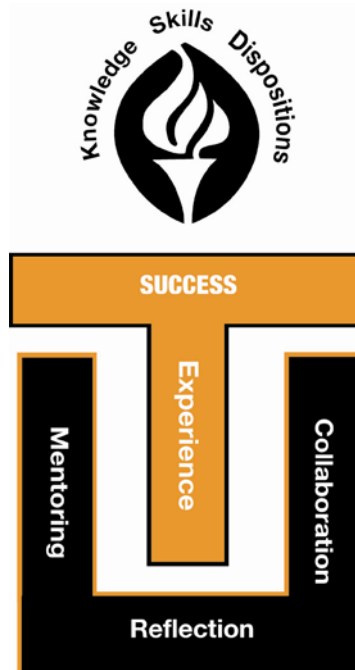 Knowledge Skills Dispositions
SUCCESS
Experience
Mentoring
Collaboration
Reflection